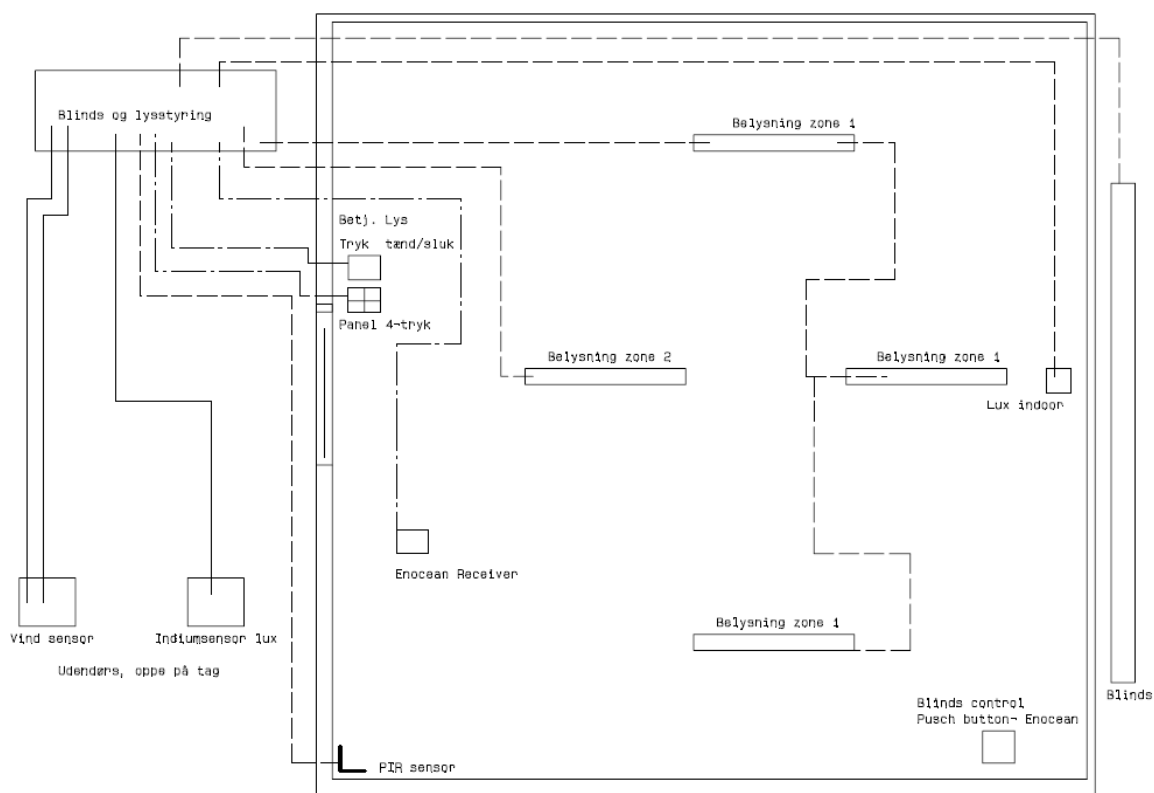 Blinds og lysstyring
Belysning zone 1
Betj. Lys
Tryk tænd/sluk
Panel 4-tryk
Belysning zone 2
Belysning zone 1
Lux indoor
Enocean Receiver
Vind sensor
Indiumsensor lux
Udendørs, oppe på tag
Belysning zone 1
Blinds
Blinds control
Pusch button- Enocean
PIR sensor